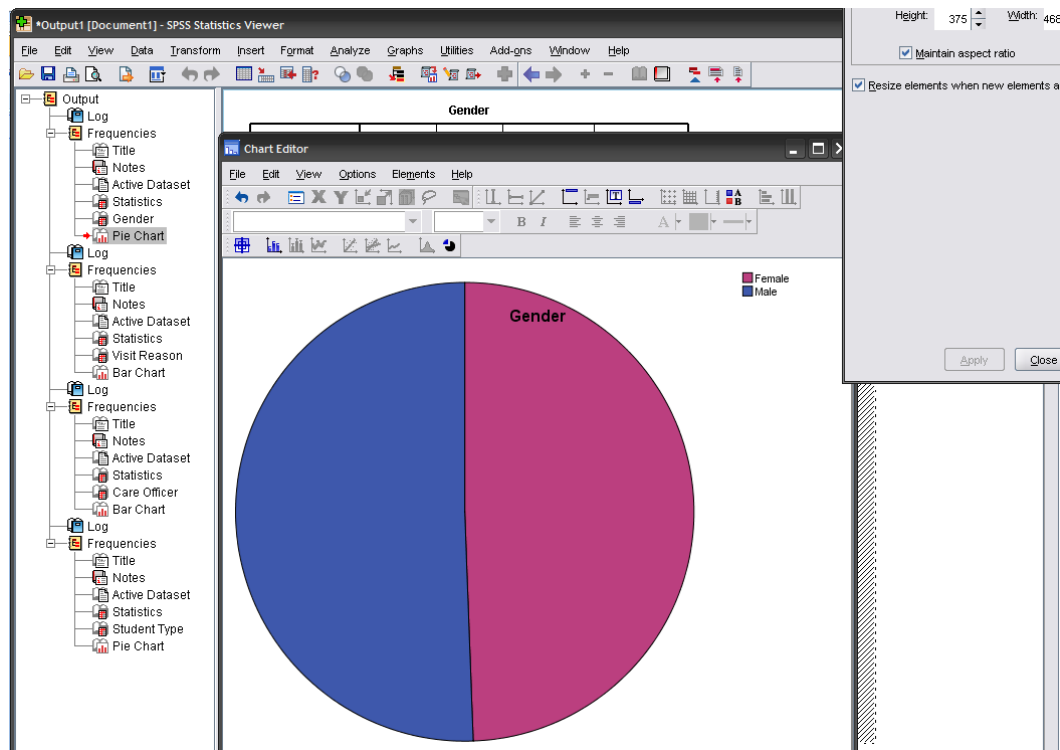 *Output1 [Document1] - SPSS Statistics Viewer
File Edit View Data Transform Insert Format Analyze Graphs Utilities Add-ons Window Help
Output
Log
Frequencies
Title
Notes
Active Dataset
Statistics
Gender
Pie Chart
Log
Frequencies
Title
Notes
Active Dataset
Statistics
Visit Reason
Bar Chart
Log
Frequencies
Title
Notes
Active Dataset
Statistics
Care Officer
Bar Chart
Log
Frequencies
Title
Notes
Active Dataset
Statistics
Student Type
Pie Chart
Gender
Chart Editor
File Edit View Options Elements Help
X Y
B I A
Gender
Female
Male
Height: 375 Width: 468
Maintain aspect ratio
Resize elements when new elements a
Apply Close